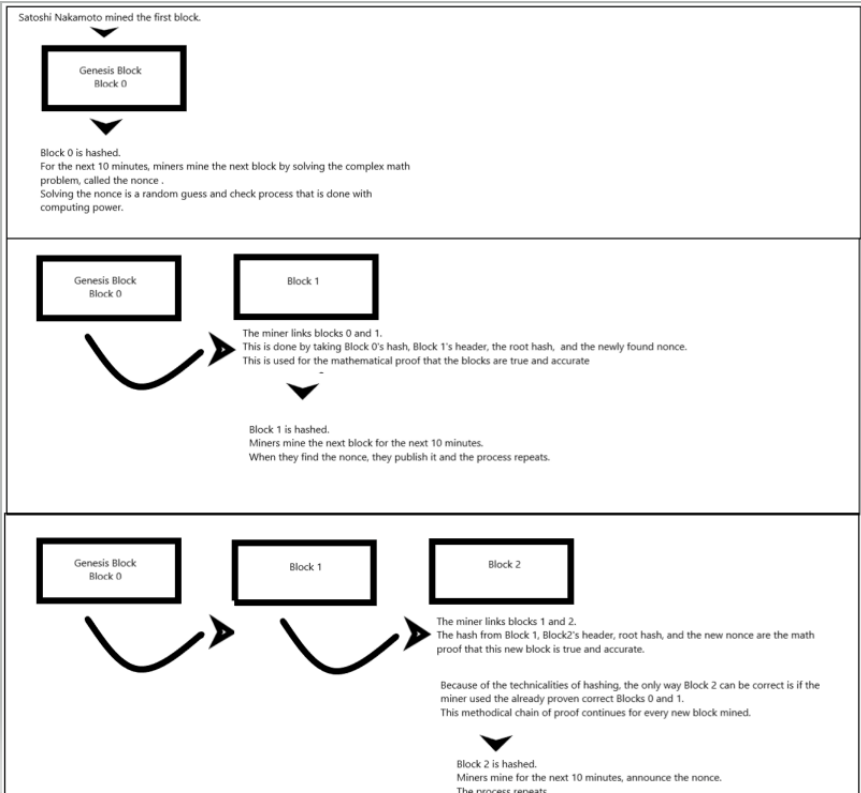 Satoshi Nakamoto mined the first block.
Genesis Block
Block 0
Block 0 is hashed.
For the next 10 minutes, miners mine the next block by solving the complex math
problem, called the nonce .
Solving the nonce is a random guess and check process that is done with
computing power.
Genesis Block
Block 0
Block 1
The miner links blocks 0 and 1.
This is done by taking Block 0's hash, Block 1's header, the root hash,  and the newly found nonce.
This is used for the mathematical proof that the blocks are true and accurate
Block 1 is hashed.
Miners mine the next block for the next 10 minutes.
When they find the nonce, they publish it and the process repeats.
Genesis Block
Block 0
Block 1
Block 2
The miner links blocks 1 and 2.
The hash from Block 1, Block2's header, root hash, and the new nonce are the math
proof that this new block is true and accurate.
Because of the technicalities of hashing, the only way Block 2 can be correct is if the
miner used the already proven correct Blocks 0 and 1.
This methodical chain of proof continues for every new block mined.
Block 2 is hashed.
Miners mine for the next 10 minutes, announce the nonce.
The process repeats